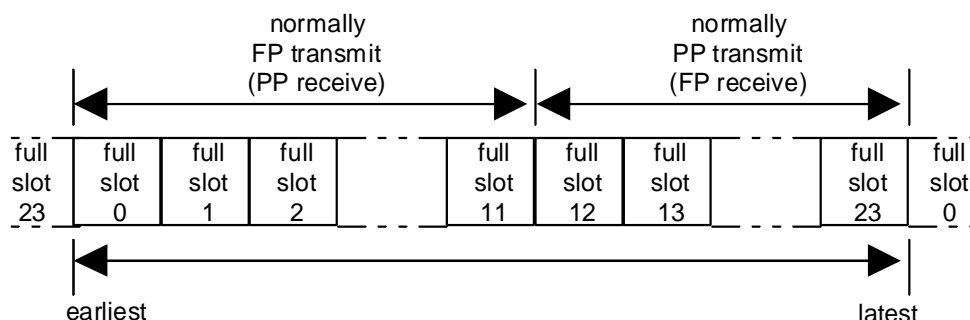 normally
FP transmit
(PP receive)
normally
PP transmit
(FP receive)
full slot 23
full slot 0
full slot 1
full slot 2
full slot 11
full slot 12
full slot 13
full slot 23
full slot 0
earliest
latest